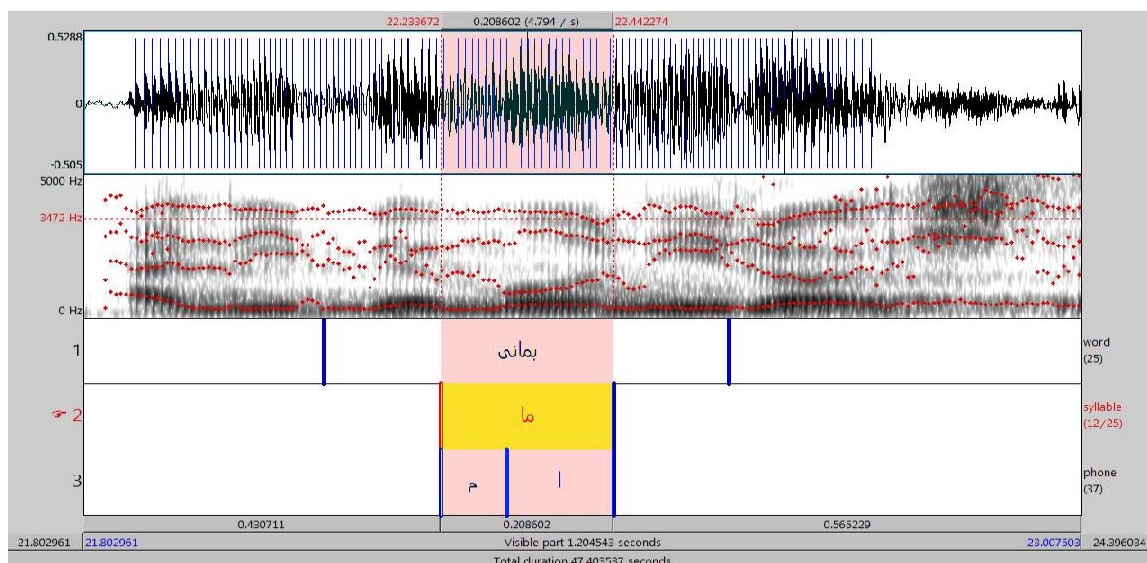 22.233672 0.208602 (4.794 / s) 22.442274
0.5288
0
-0.505
5000 Hz
3472 Hz
0 Hz
1 بمانی word (25)
2 ما syllable (12/25)
3 م ا phone (37)
0.430711 0.208602 0.565229
21.802961 21.802961 Visible part 1.204543 seconds 23.007503 24.396034
Total duration 47.403537 seconds